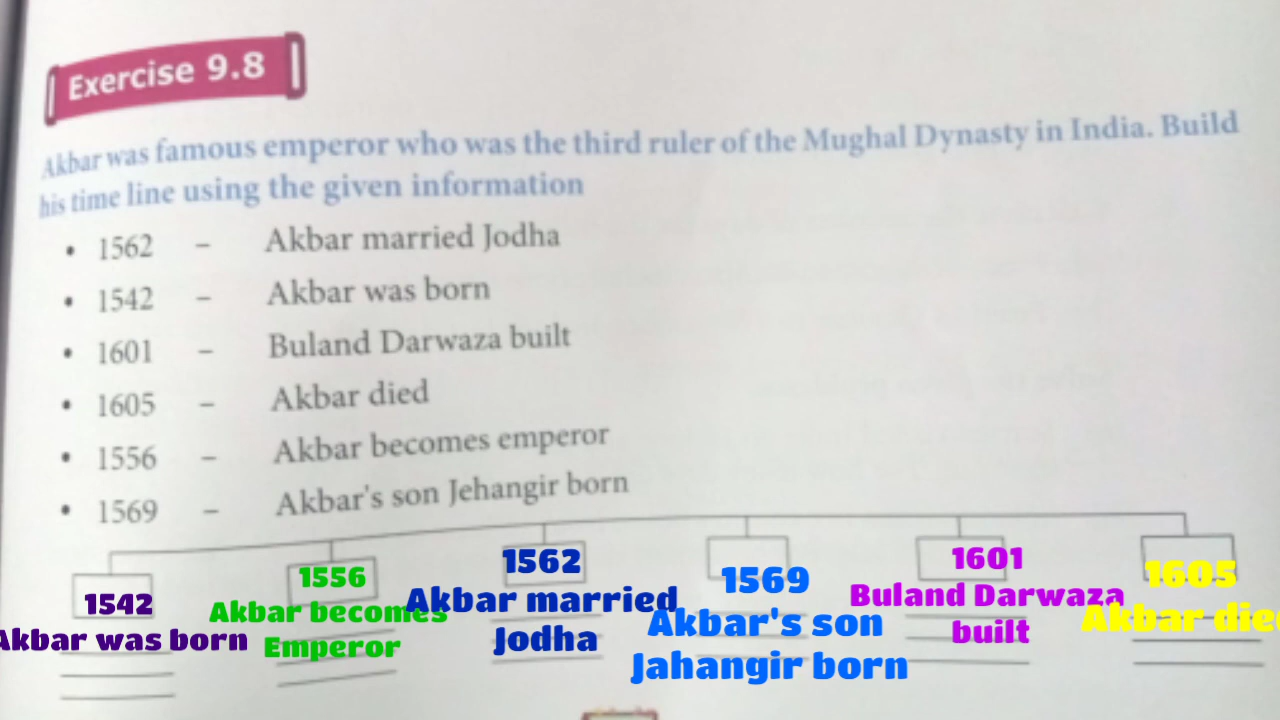 Exercise 9.8
Akbar was famous emperor who was the third ruler of the Mughal Dynasty in India. Build
his time line using the given information
• 1562 – Akbar married Jodha
• 1542 – Akbar was born
• 1601 – Buland Darwaza built
• 1605 – Akbar died
• 1556 – Akbar becomes emperor
• 1569 – Akbar's son Jehangir born
1542
Akbar was born
1556
Akbar becomes
Emperor
1562
Akbar married
Jodha
1569
Akbar's son
Jahangir born
1601
Buland Darwaza
built
1605
Akbar died